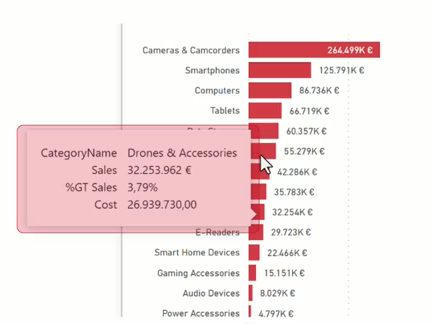 Cameras & Camcorders 264.499K €
Smartphones 125.791K €
Computers 86.736K €
Tablets 66.719K €
60.357K €
55.279K €
42.286K €
35.783K €
32.254K €
CategoryName Drones & Accessories
Sales 32.253.962 €
%GT Sales 3,79%
Cost 26.939.730,00
E-Readers 29.723K €
Smart Home Devices 22.466K €
Gaming Accessories 15.151K €
Audio Devices 8.029K €
Power Accessories 4.797K €